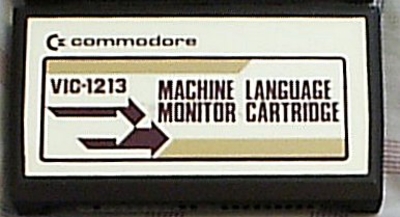 commodore
VIC-1213
MACHINE LANGUAGE
MONITOR CARTRIDGE